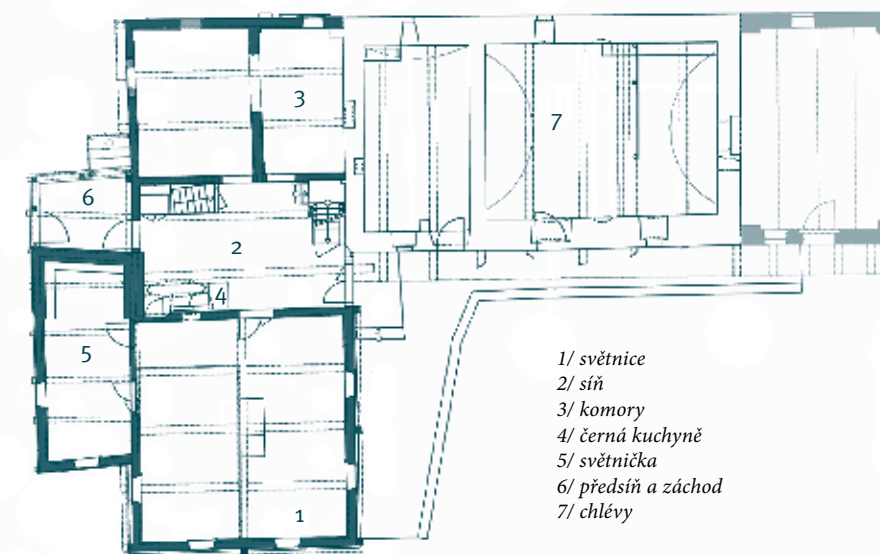 3
7
6
2
4
5
1
1/ světnice
2/ síň
3/ komory
4/ černá kuchyně
5/ světnička
6/ předsíň a záchod
7/ chlévy